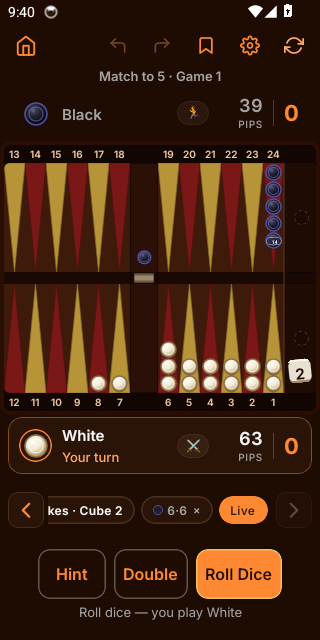 9:40
Match to 5 · Game 1
Black
39
PIPS
0
13 14 15 16 17 18 19 20 21 22 23 24
14
2
12 11 10 9 8 7 6 5 4 3 2 1
White
Your turn
63
PIPS
0
kes · Cube 2
6·6 ×
Live
Hint
Double
Roll Dice
Roll dice — you play White